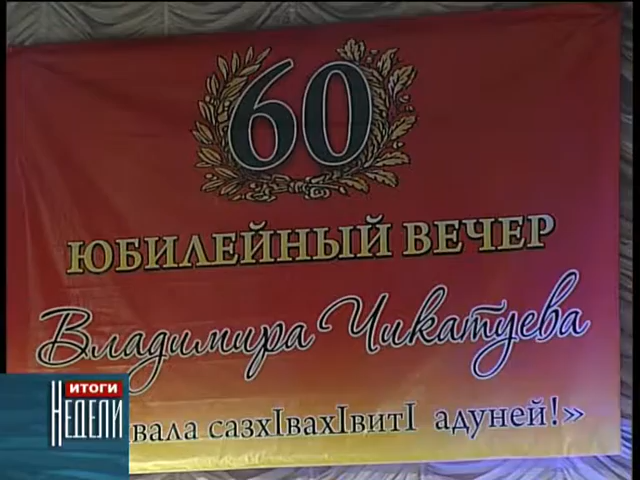 60
ЮБИЛЕЙНЫЙ ВЕЧЕР
Владимира Чикатуева
вала сазхIвахIвитI адуней!»
ИТОГИ
НЕДЕЛИ